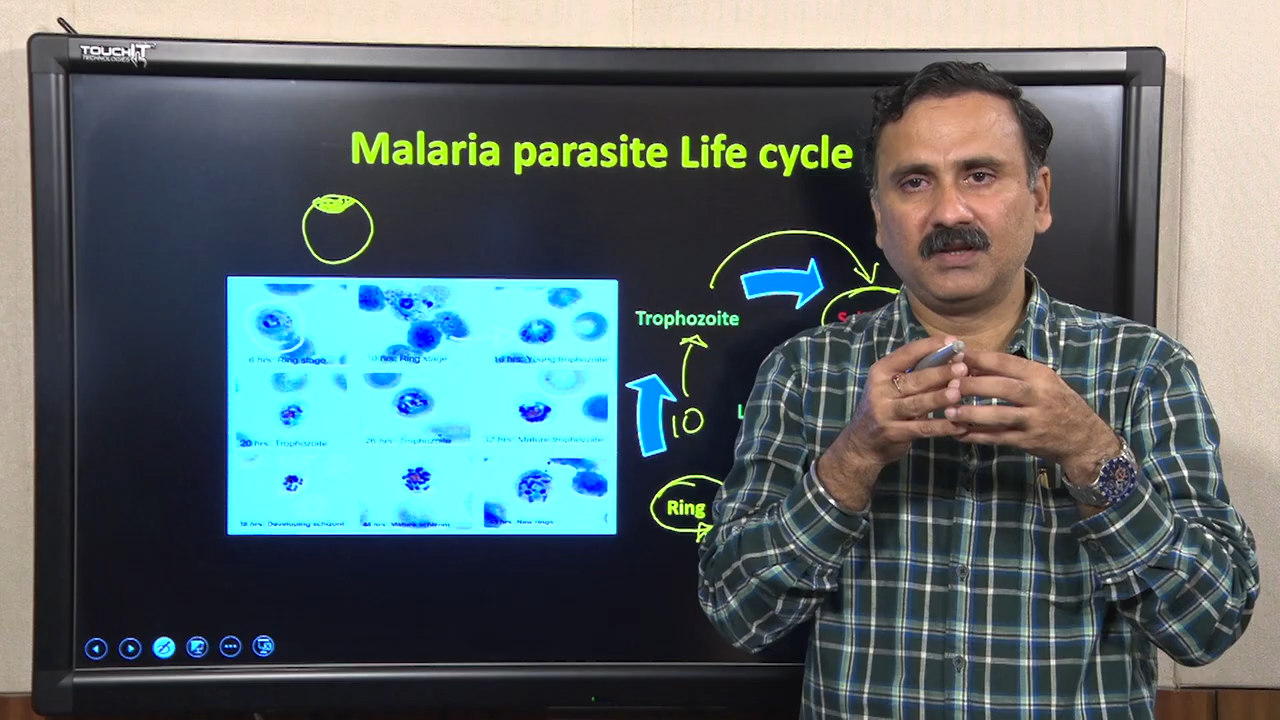 TOUCHIT
TECHNOLOGIES
Malaria parasite Life cycle
Trophozoite
10
Ring
6 hrs: Ring stage
10 hrs: Ring stage
16 hrs: Young trophozoite
20 hrs: Trophozoite
26 hrs: Trophozoite
32 hrs: Mature trophozoite
38 hrs: Developing schizont
44 hrs: Mature schizont
hrs: New rings